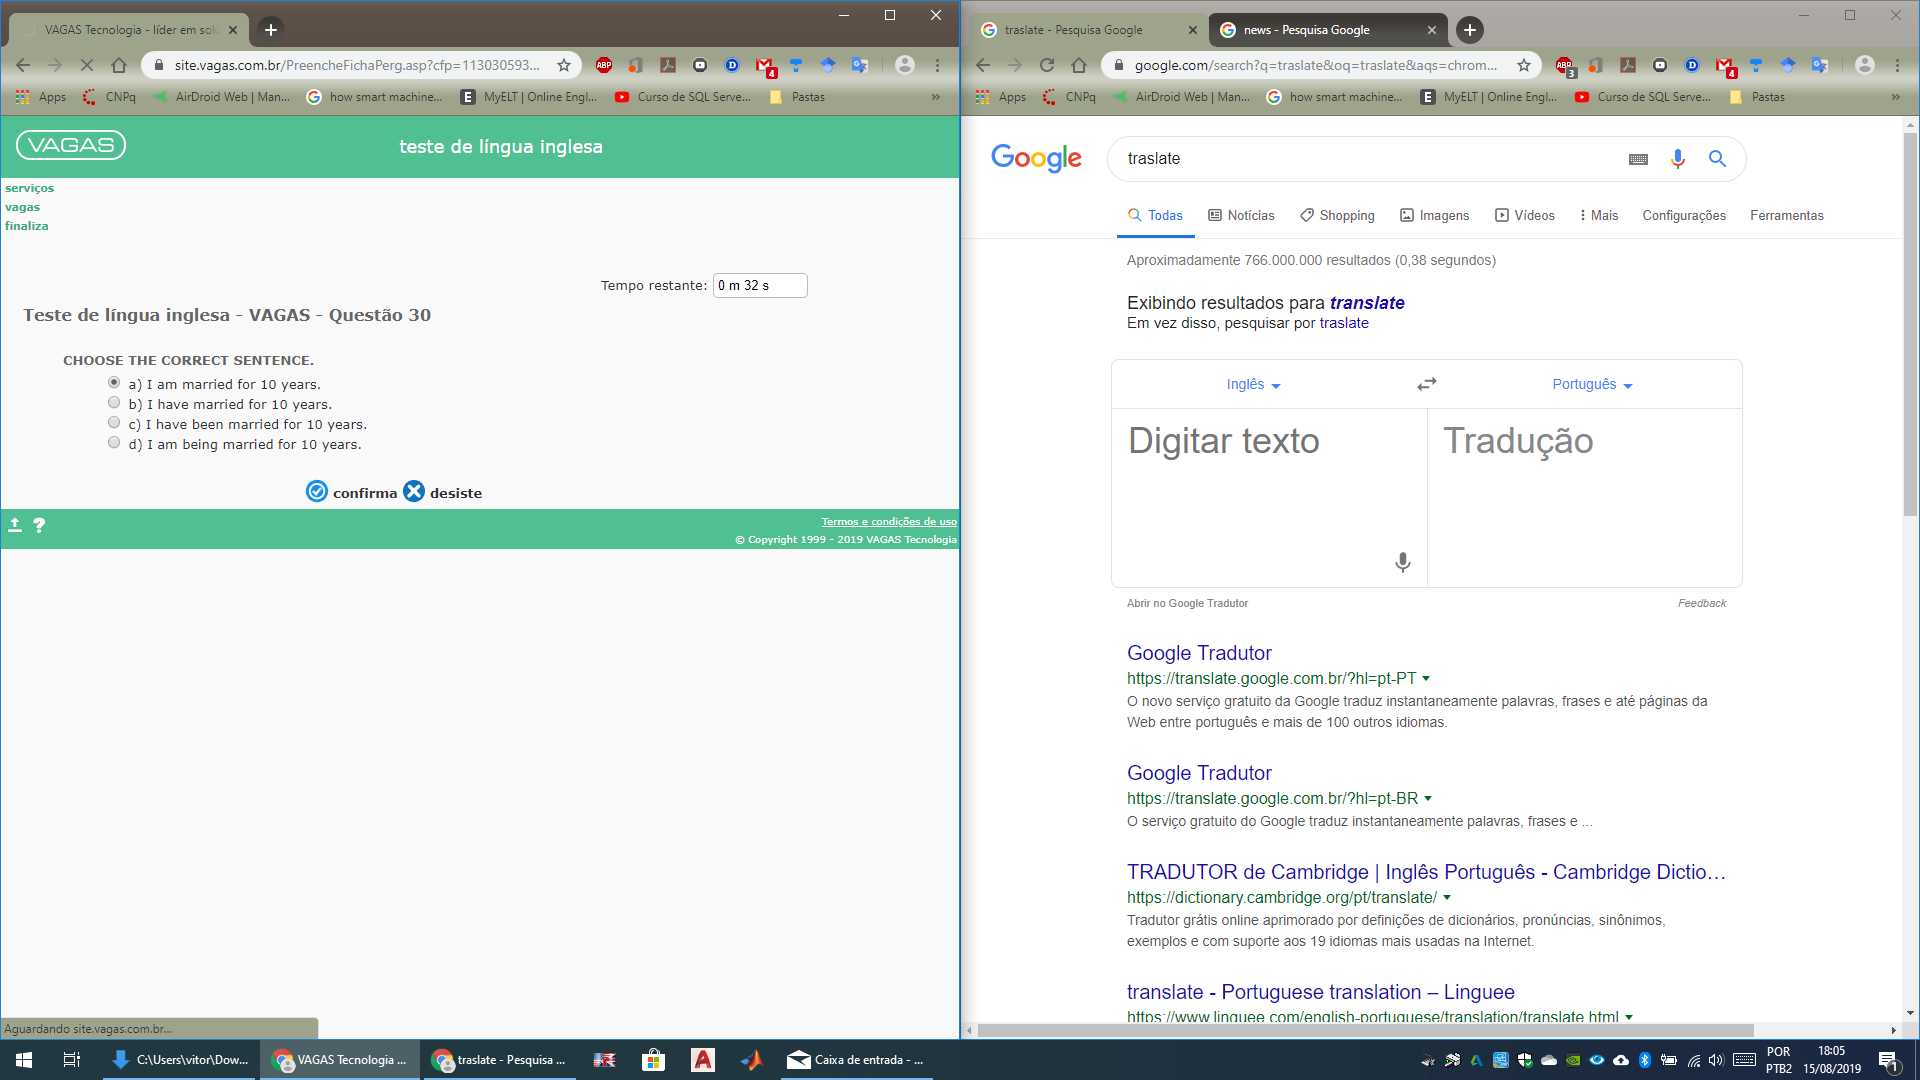 VAGAS Tecnologia - líder em solu
site.vagas.com.br/PreencheFichaPerg.asp?cfp=113030593...
ABP
4
Apps
CNPq
AirDroid Web | Man...
how smart machine...
MyELT | Online Engl...
Curso de SQL Serve...
Pastas
»
VAGAS
teste de língua inglesa
serviços
vagas
finaliza
Tempo restante: 0 m 32 s
Teste de língua inglesa - VAGAS - Questão 30
CHOOSE THE CORRECT SENTENCE.
a) I am married for 10 years.
b) I have married for 10 years.
c) I have been married for 10 years.
d) I am being married for 10 years.
confirma desiste
Termos e condições de uso
© Copyright 1999 - 2019 VAGAS Tecnologia
Aguardando site.vagas.com.br...
traslate - Pesquisa Google
news - Pesquisa Google
google.com/search?q=traslate&oq=traslate&aqs=chrom...
ABP
3
4
Apps
CNPq
AirDroid Web | Man...
how smart machine...
MyELT | Online Engl...
Curso de SQL Serve...
Pastas
»
Google
traslate
Todas
Notícias
Shopping
Imagens
Vídeos
Mais
Configurações
Ferramentas
Aproximadamente 766.000.000 resultados (0,38 segundos)
Exibindo resultados para translate
Em vez disso, pesquisar por traslate
Inglês
Português
Digitar texto
Tradução
Abrir no Google Tradutor
Feedback
Google Tradutor
https://translate.google.com.br/?hl=pt-PT
O novo serviço gratuito da Google traduz instantaneamente palavras, frases e até páginas da
Web entre português e mais de 100 outros idiomas.
Google Tradutor
https://translate.google.com.br/?hl=pt-BR
O serviço gratuito do Google traduz instantaneamente palavras, frases e ...
TRADUTOR de Cambridge | Inglês Português - Cambridge Dictio…
https://dictionary.cambridge.org/pt/translate/
Tradutor grátis online aprimorado por definições de dicionários, pronúncias, sinônimos,
exemplos e com suporte aos 19 idiomas mais usadas na Internet.
translate - Portuguese translation – Linguee
https://www.linguee.com/english-portuguese/translation/translate.html
C:\Users\vitor\Dow...
VAGAS Tecnologia ...
traslate - Pesquisa ...
Caixa de entrada - ...
POR
PTB2
18:05
15/08/2019
1